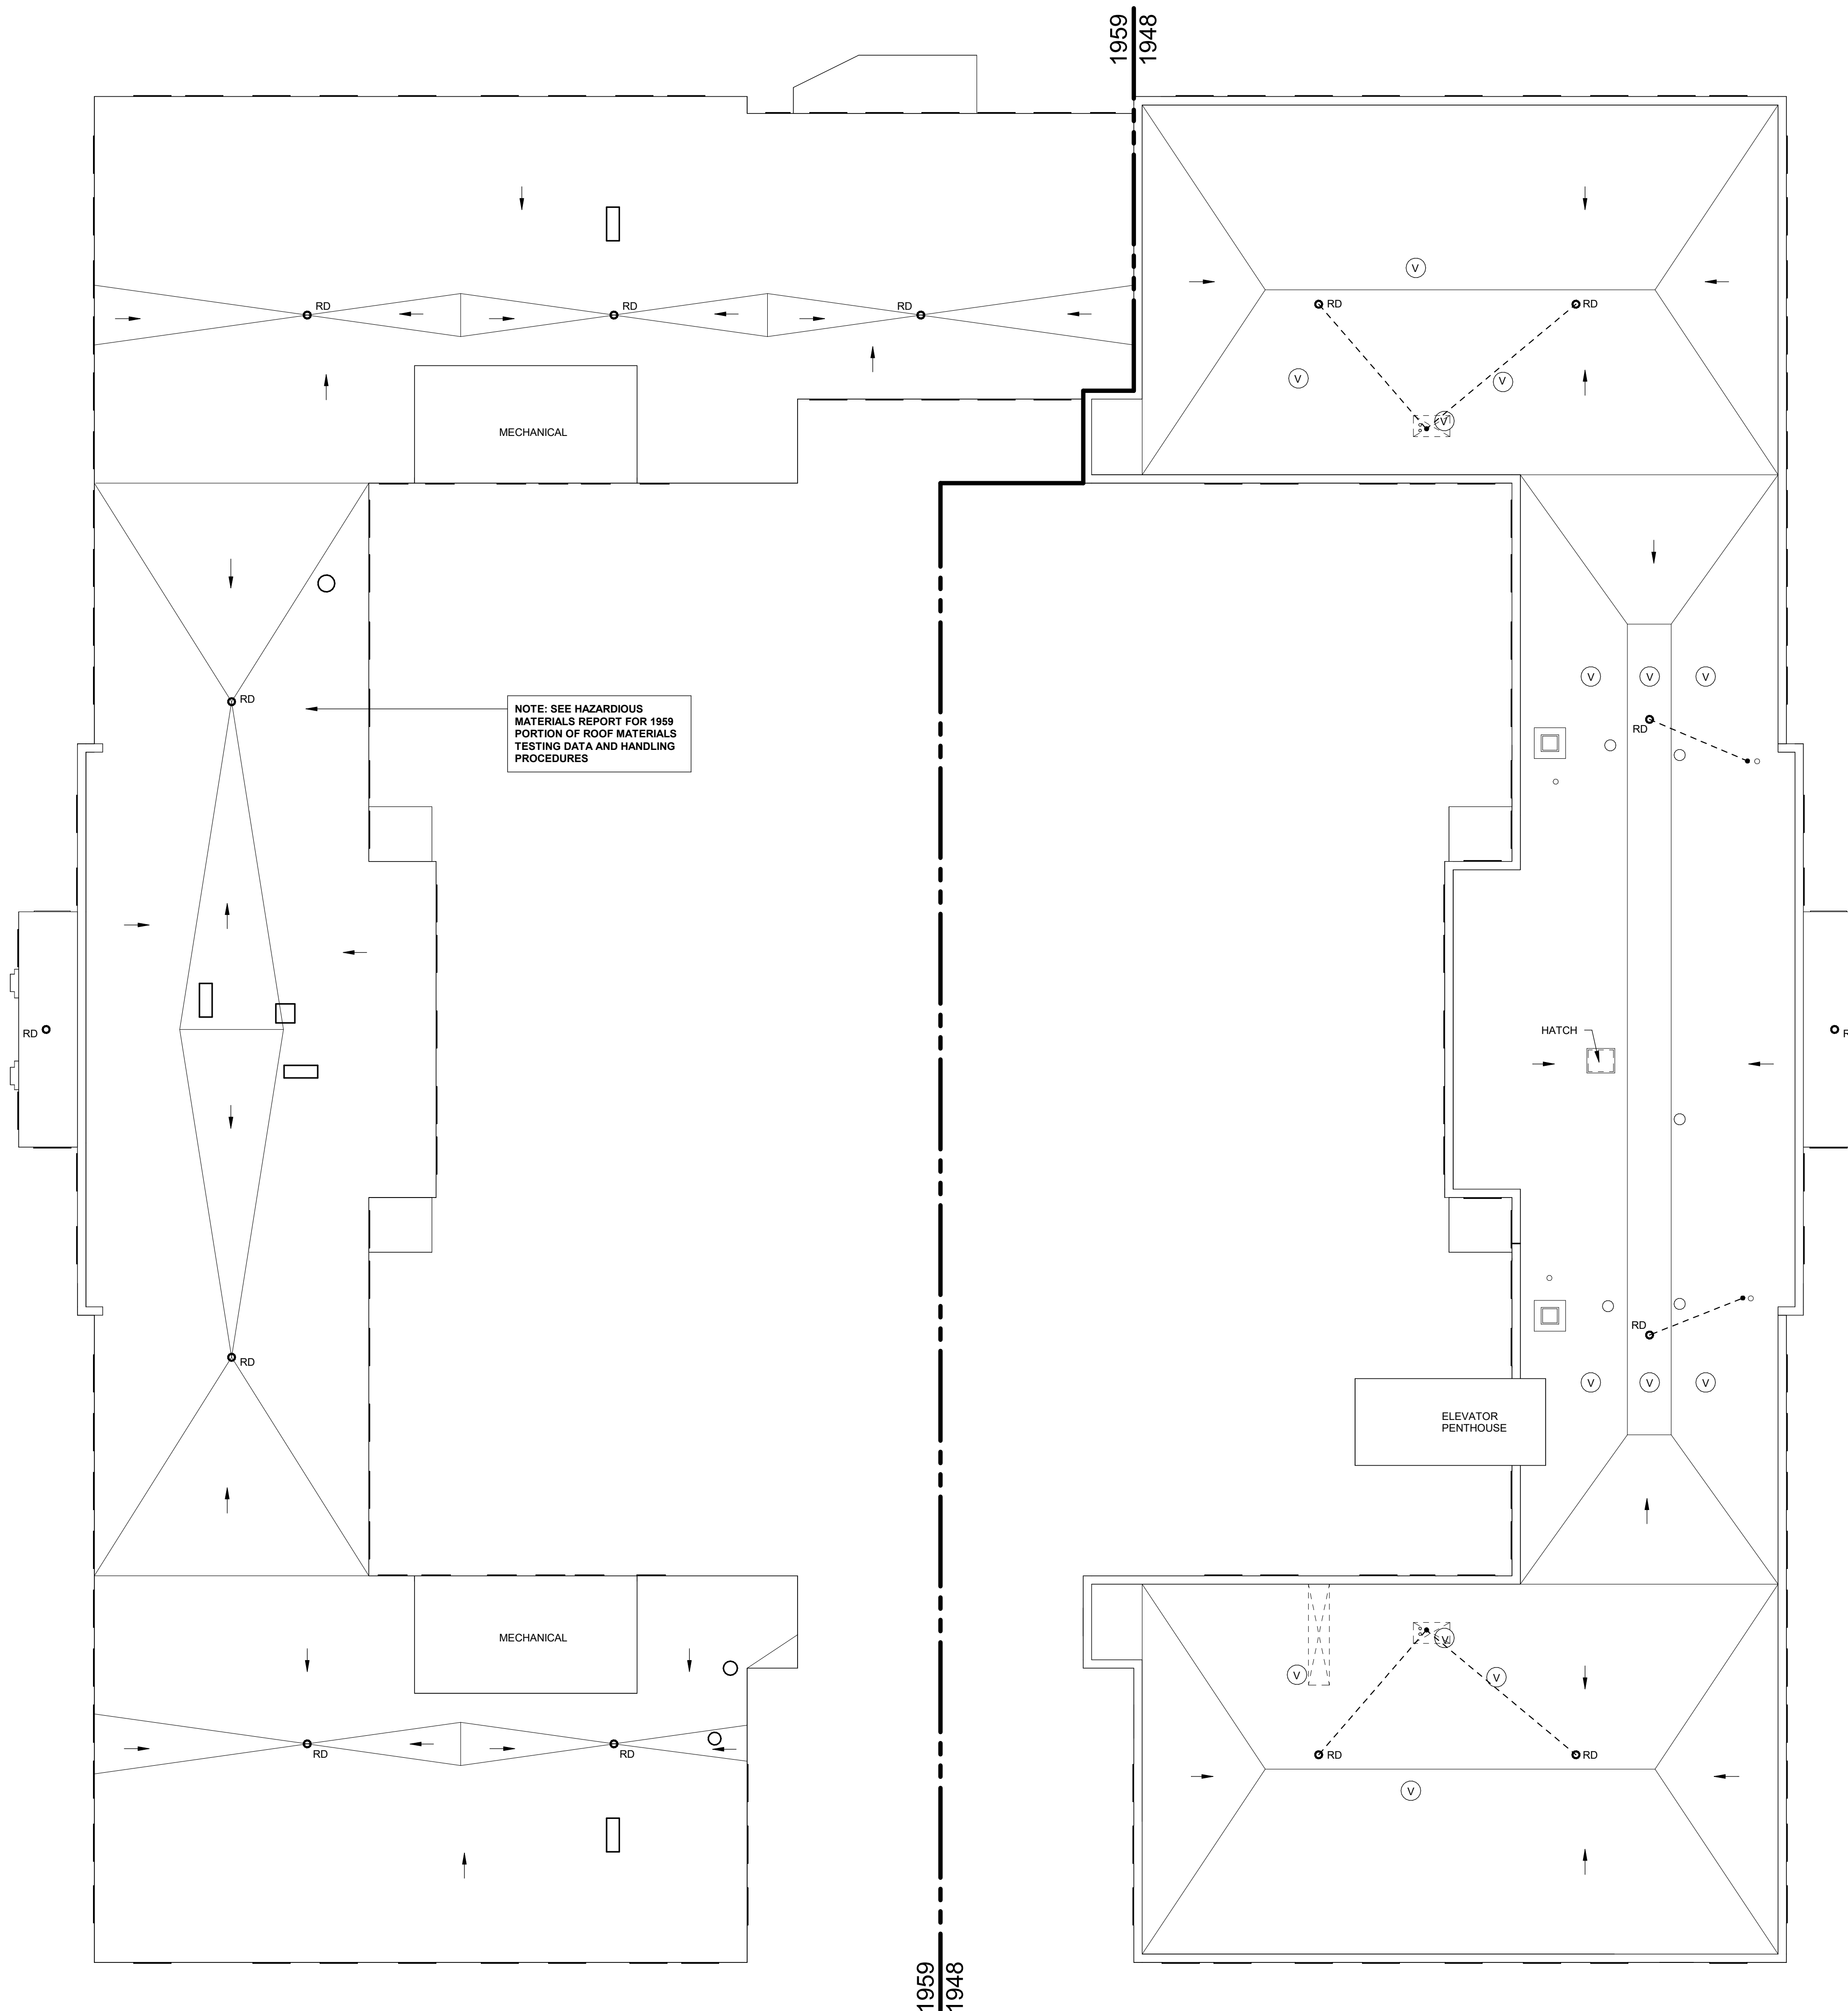 1959
1948
V
RD
RD
RD
RD
RD
V
V
V
MECHANICAL
V
V
V
RD
NOTE: SEE HAZARDIOUS
MATERIALS REPORT FOR 1959
PORTION OF ROOF MATERIALS
TESTING DATA AND HANDLING
PROCEDURES
RD
RD
HATCH
RD
RD
RD
V
V
V
ELEVATOR
PENTHOUSE
MECHANICAL
V
V
V
RD
RD
RD
RD
V
1959
1948